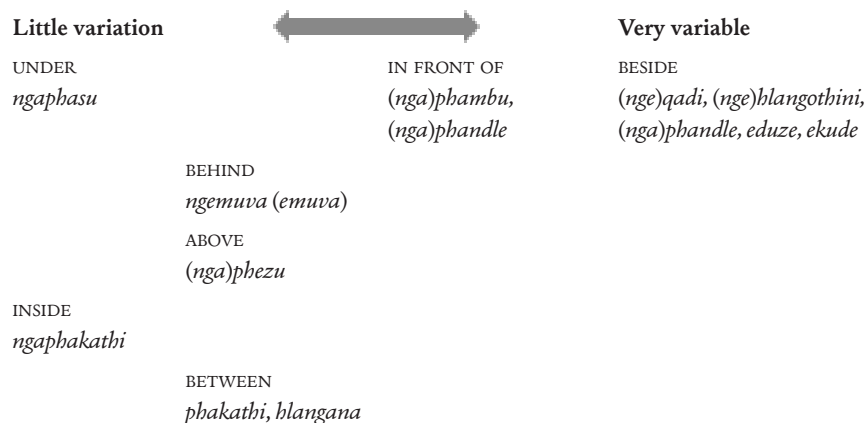 Little variation
Very variable
UNDER
IN FRONT OF
BESIDE
ngaphasu
(nga)phambu,
(nge)qadi, (nge)hlangothini,
(nga)phandle
(nga)phandle, eduze, ekude
BEHIND
ngemuva (emuva)
ABOVE
(nga)phezu
INSIDE
ngaphakathi
BETWEEN
phakathi, hlangana